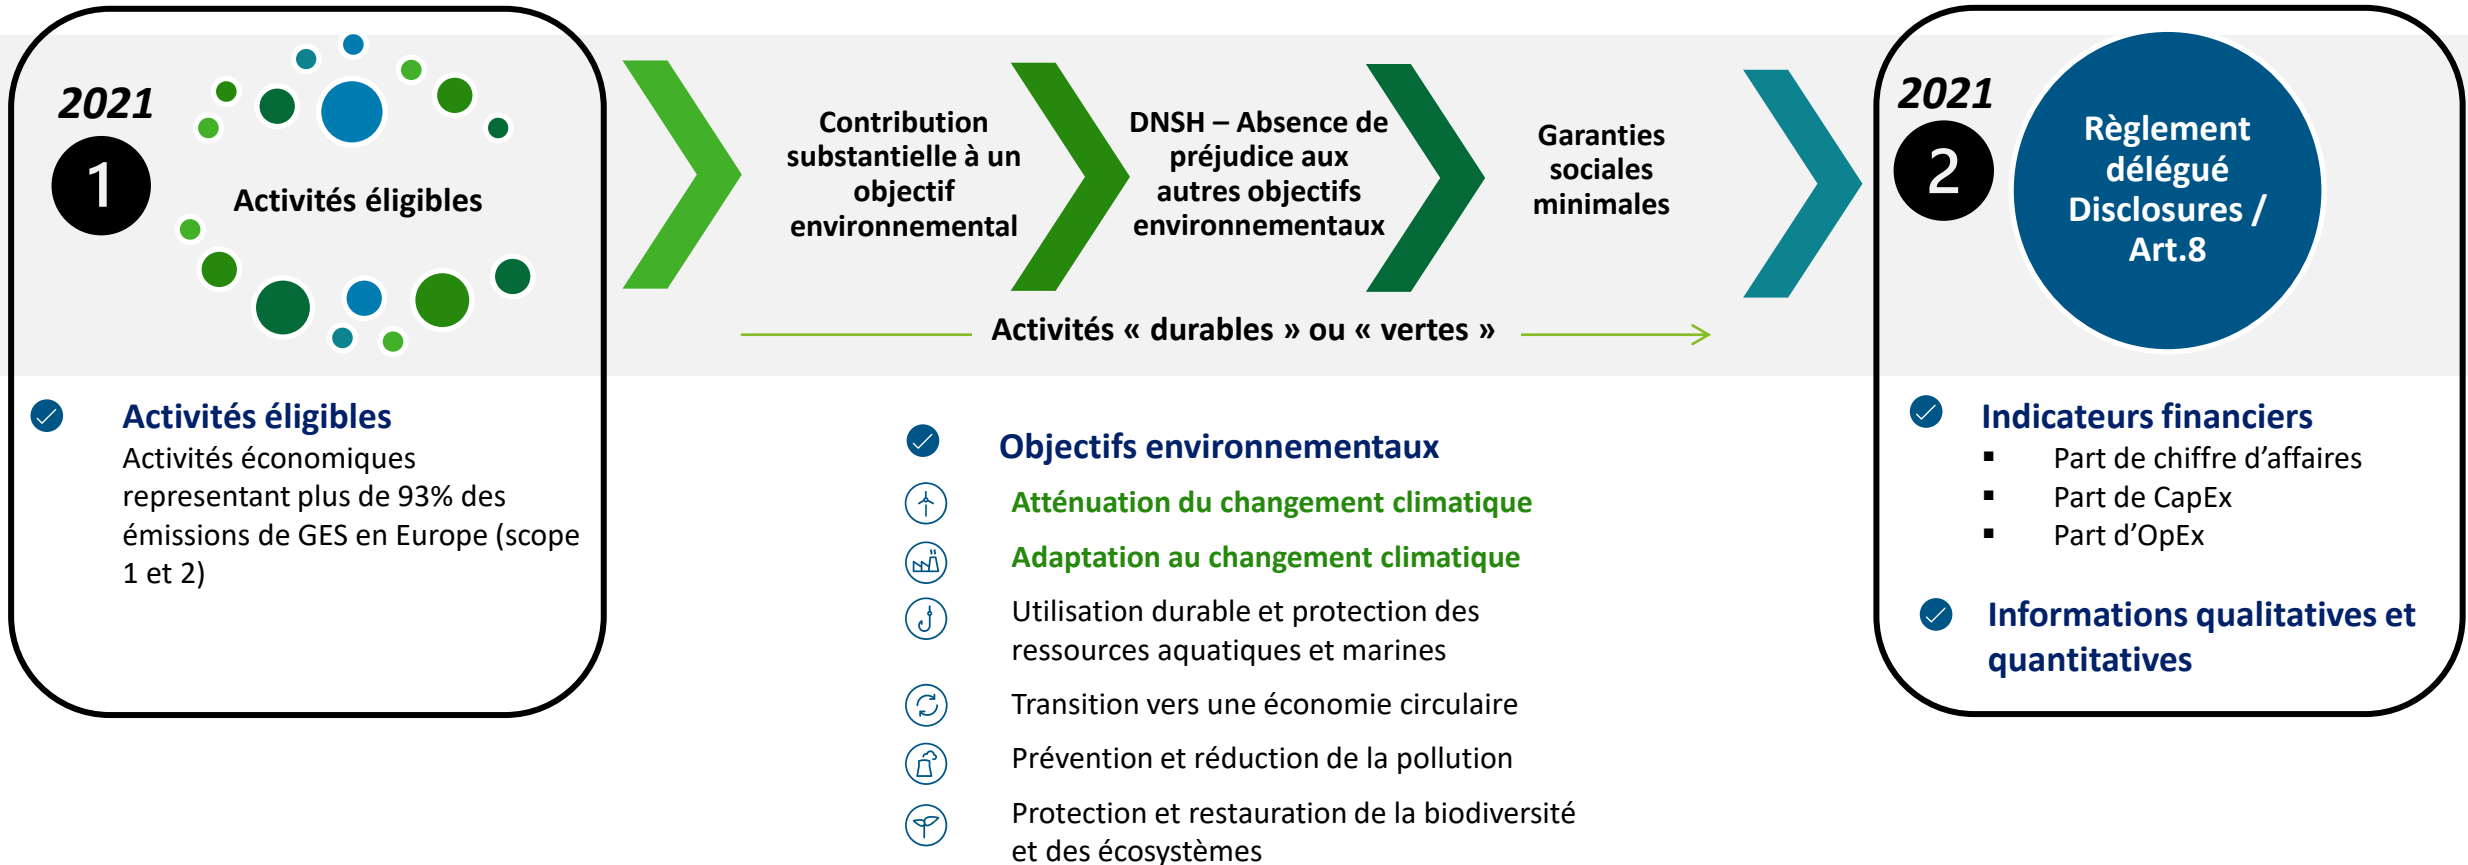 2021
1
Activités éligibles
Contribution
substantielle à un
objectif
environnemental
DNSH – Absence de
préjudice aux
autres objectifs
environnementaux
Garanties
sociales
minimales
Activités « durables » ou « vertes »
2021
2
Règlement
délégué
Disclosures /
Art.8
Activités éligibles
Activités économiques
representant plus de 93% des
émissions de GES en Europe (scope
1 et 2)
Objectifs environnementaux
Atténuation du changement climatique
Adaptation au changement climatique
Utilisation durable et protection des
ressources aquatiques et marines
Transition vers une économie circulaire
Prévention et réduction de la pollution
Protection et restauration de la biodiversité
et des écosystèmes
Indicateurs financiers
▪ Part de chiffre d’affaires
▪ Part de CapEx
▪ Part d’OpEx
Informations qualitatives et
quantitatives